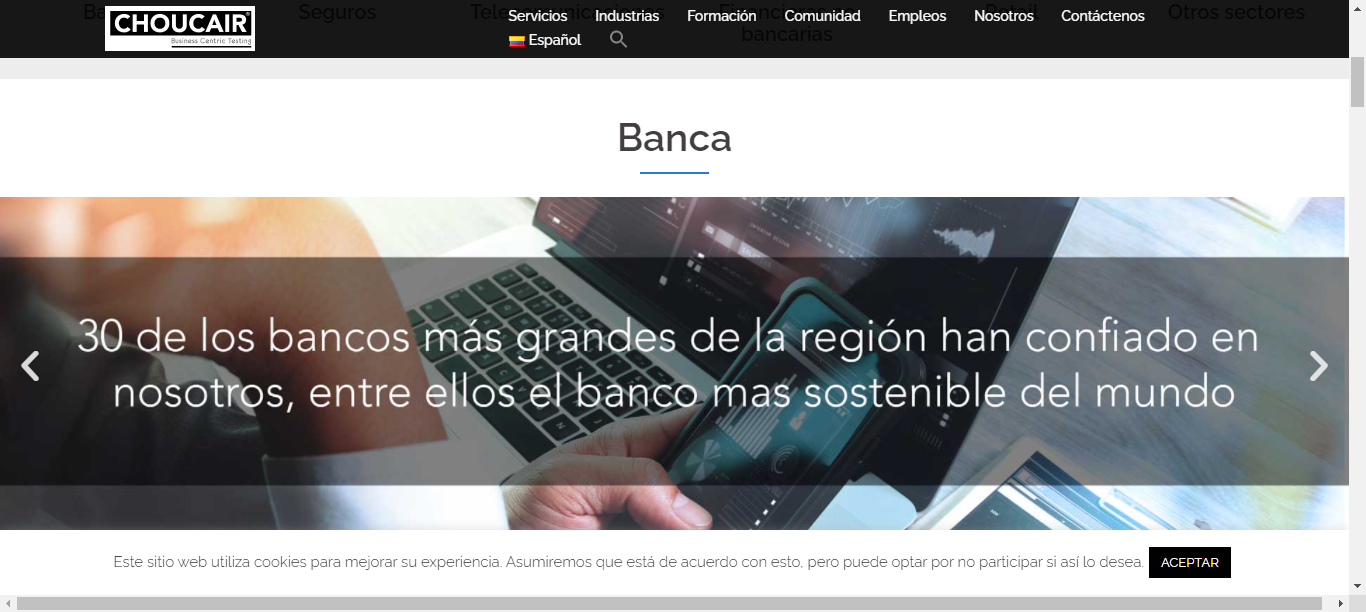 CHOUCAIR®
Business Centric Testing
Servicios Industrias Formación Comunidad Empleos Nosotros Contáctenos
Español
Seguros Telecomunicaciones Retail Otros sectores
bancarias
Banca
30 de los bancos más grandes de la región han confiado en
nosotros, entre ellos el banco mas sostenible del mundo
Este sitio web utiliza cookies para mejorar su experiencia. Asumiremos que está de acuerdo con esto, pero puede optar por no participar si así lo desea. ACEPTAR